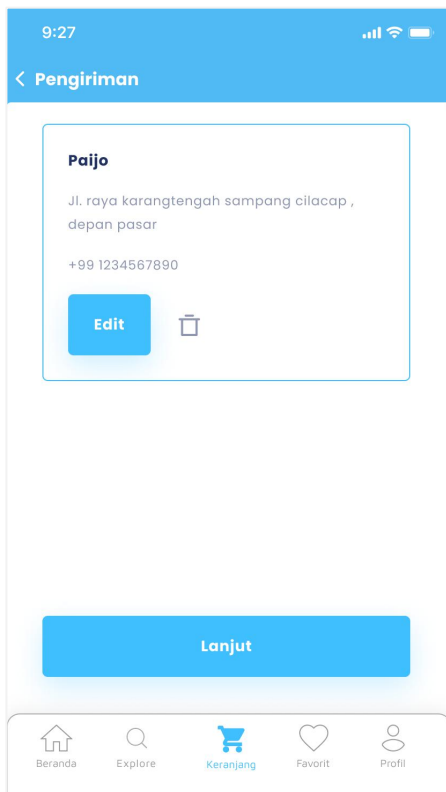 9:27
Pengiriman
Paijo
Jl. raya karangtengah sampang cilacap ,
depan pasar
+99 1234567890
Edit
Lanjut
Beranda Explore Keranjang Favorit Profil